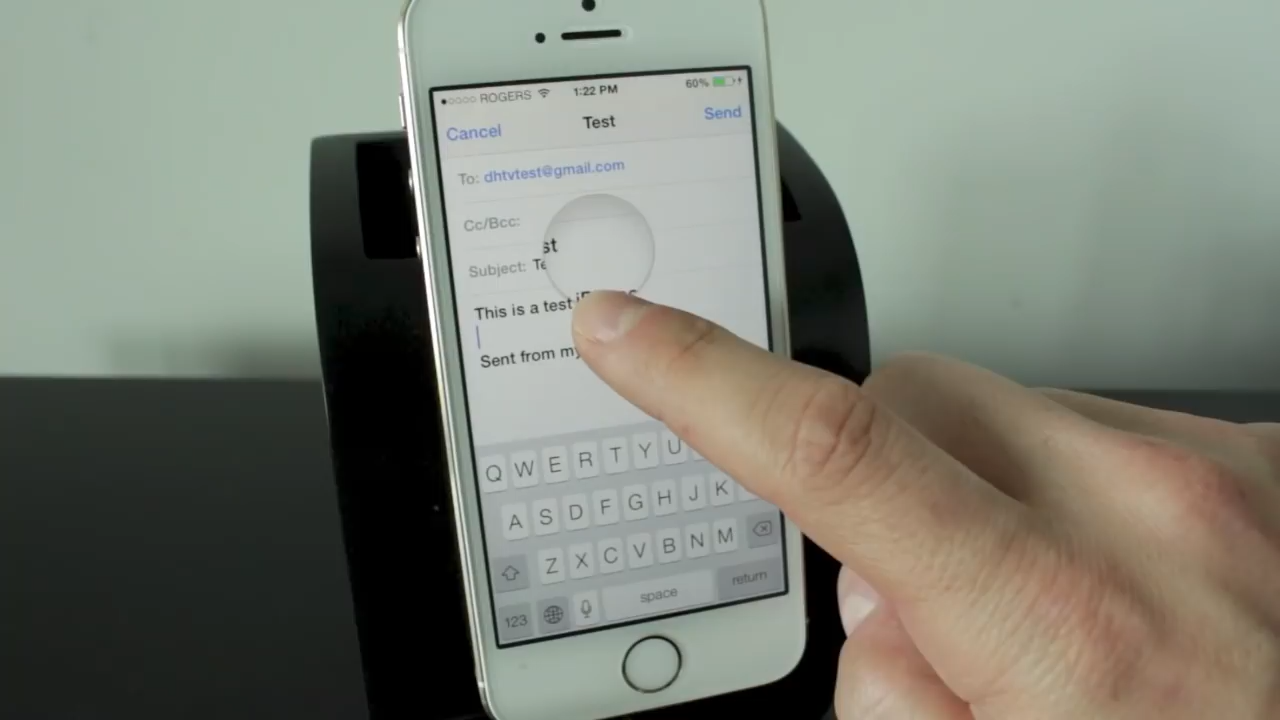 ROGERS 1:22 PM 60%
Cancel Test Send
To: dhtvtest@gmail.com
Cc/Bcc:
st
Subject: Te
This is a test
Sent from my
Q W E R T Y U
A S D F G H J K
Z X C V B N M
123 space return